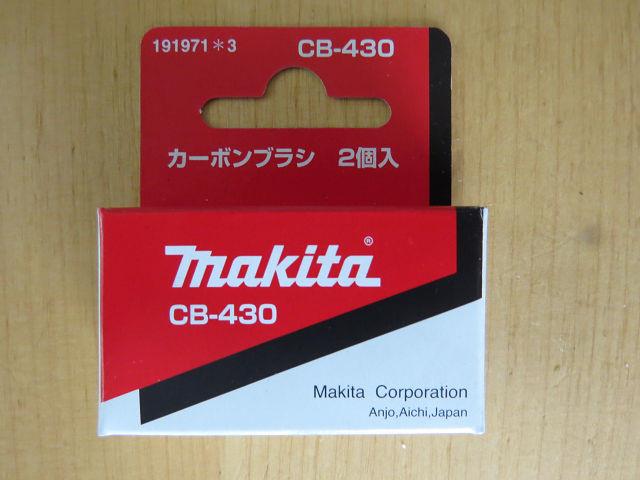 191971＊3 CB-430
カーボンブラシ 2個入
makita®
CB-430
Makita Corporation
Anjo,Aichi,Japan